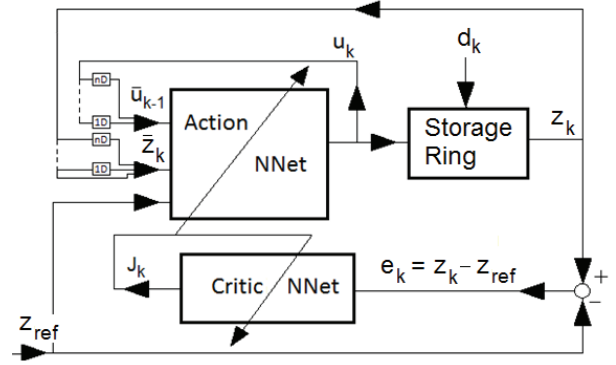 u_k
d_k
nD
ū_{k-1}
1D
Action
NNet
Storage
Ring
z_k
nD
z̄_k
1D
J_k
Critic NNet
e_k = z_k − z_ref
+
−
z_ref